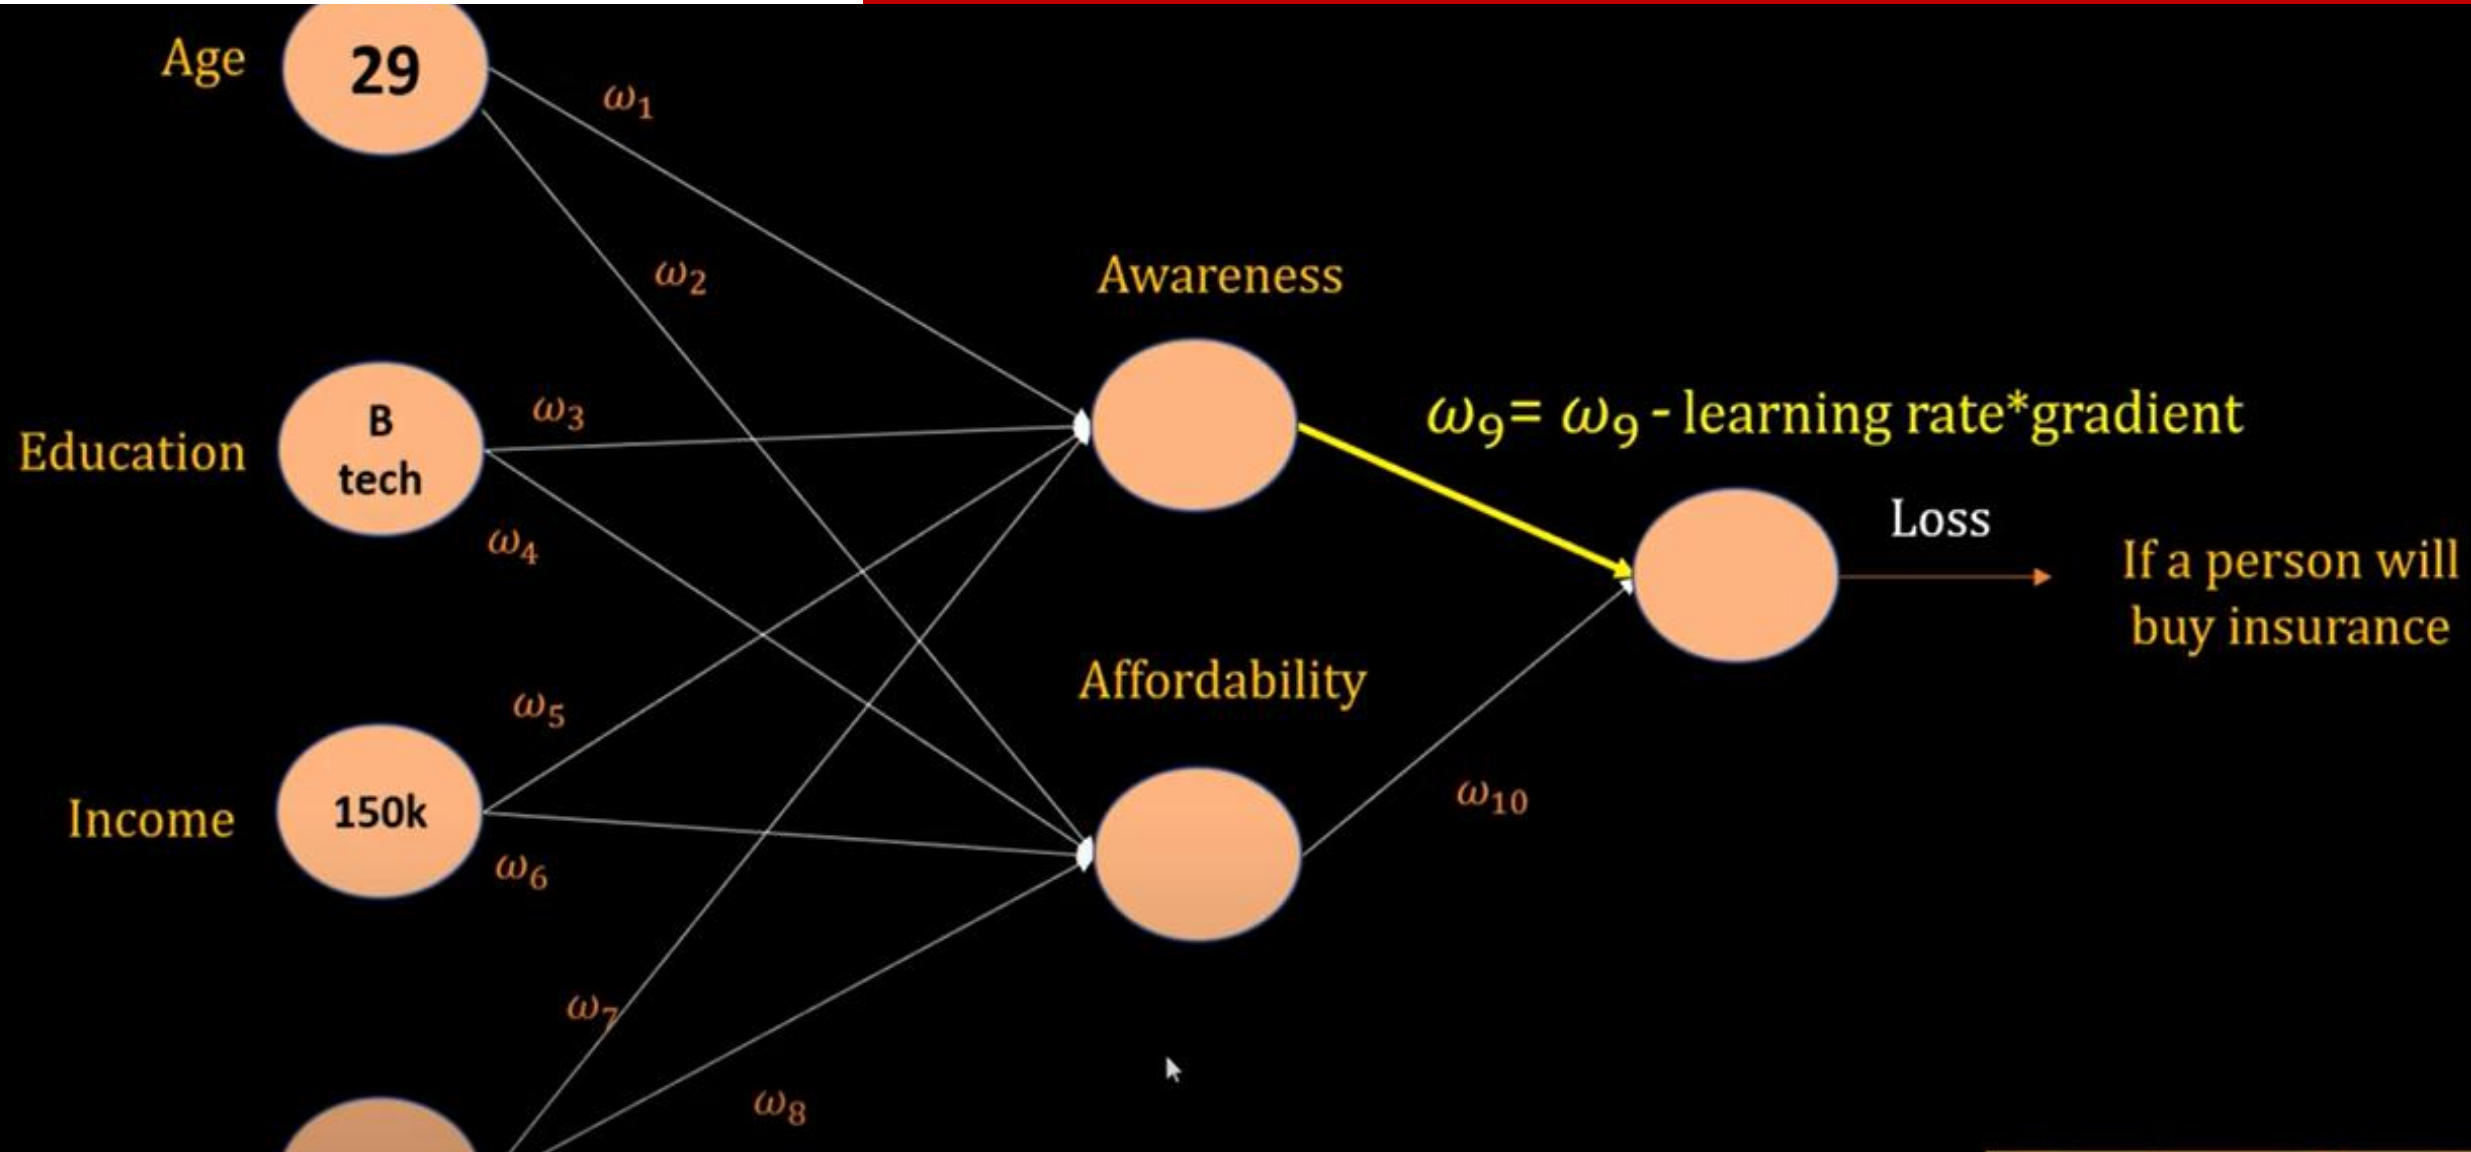 Age
29
ω1
ω2
Awareness
Education
B
tech
ω3
ω4
ω9= ω9 - learning rate*gradient
Loss
If a person will
buy insurance
Affordability
Income
150k
ω5
ω6
ω10
ω7
ω8